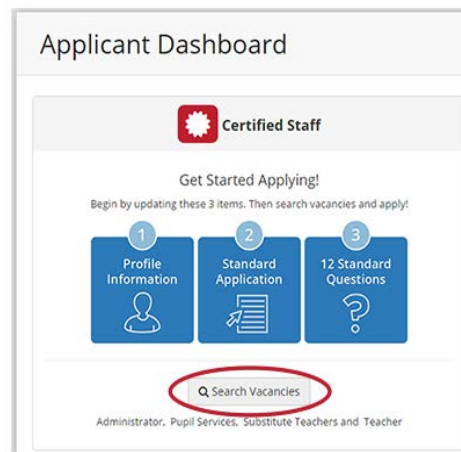 Applicant Dashboard
Certified Staff
Get Started Applying!
Begin by updating these 3 items. Then search vacancies and apply!
1
Profile
Information
2
Standard
Application
3
12 Standard
Questions
Search Vacancies
Administrator, Pupil Services, Substitute Teachers and Teacher